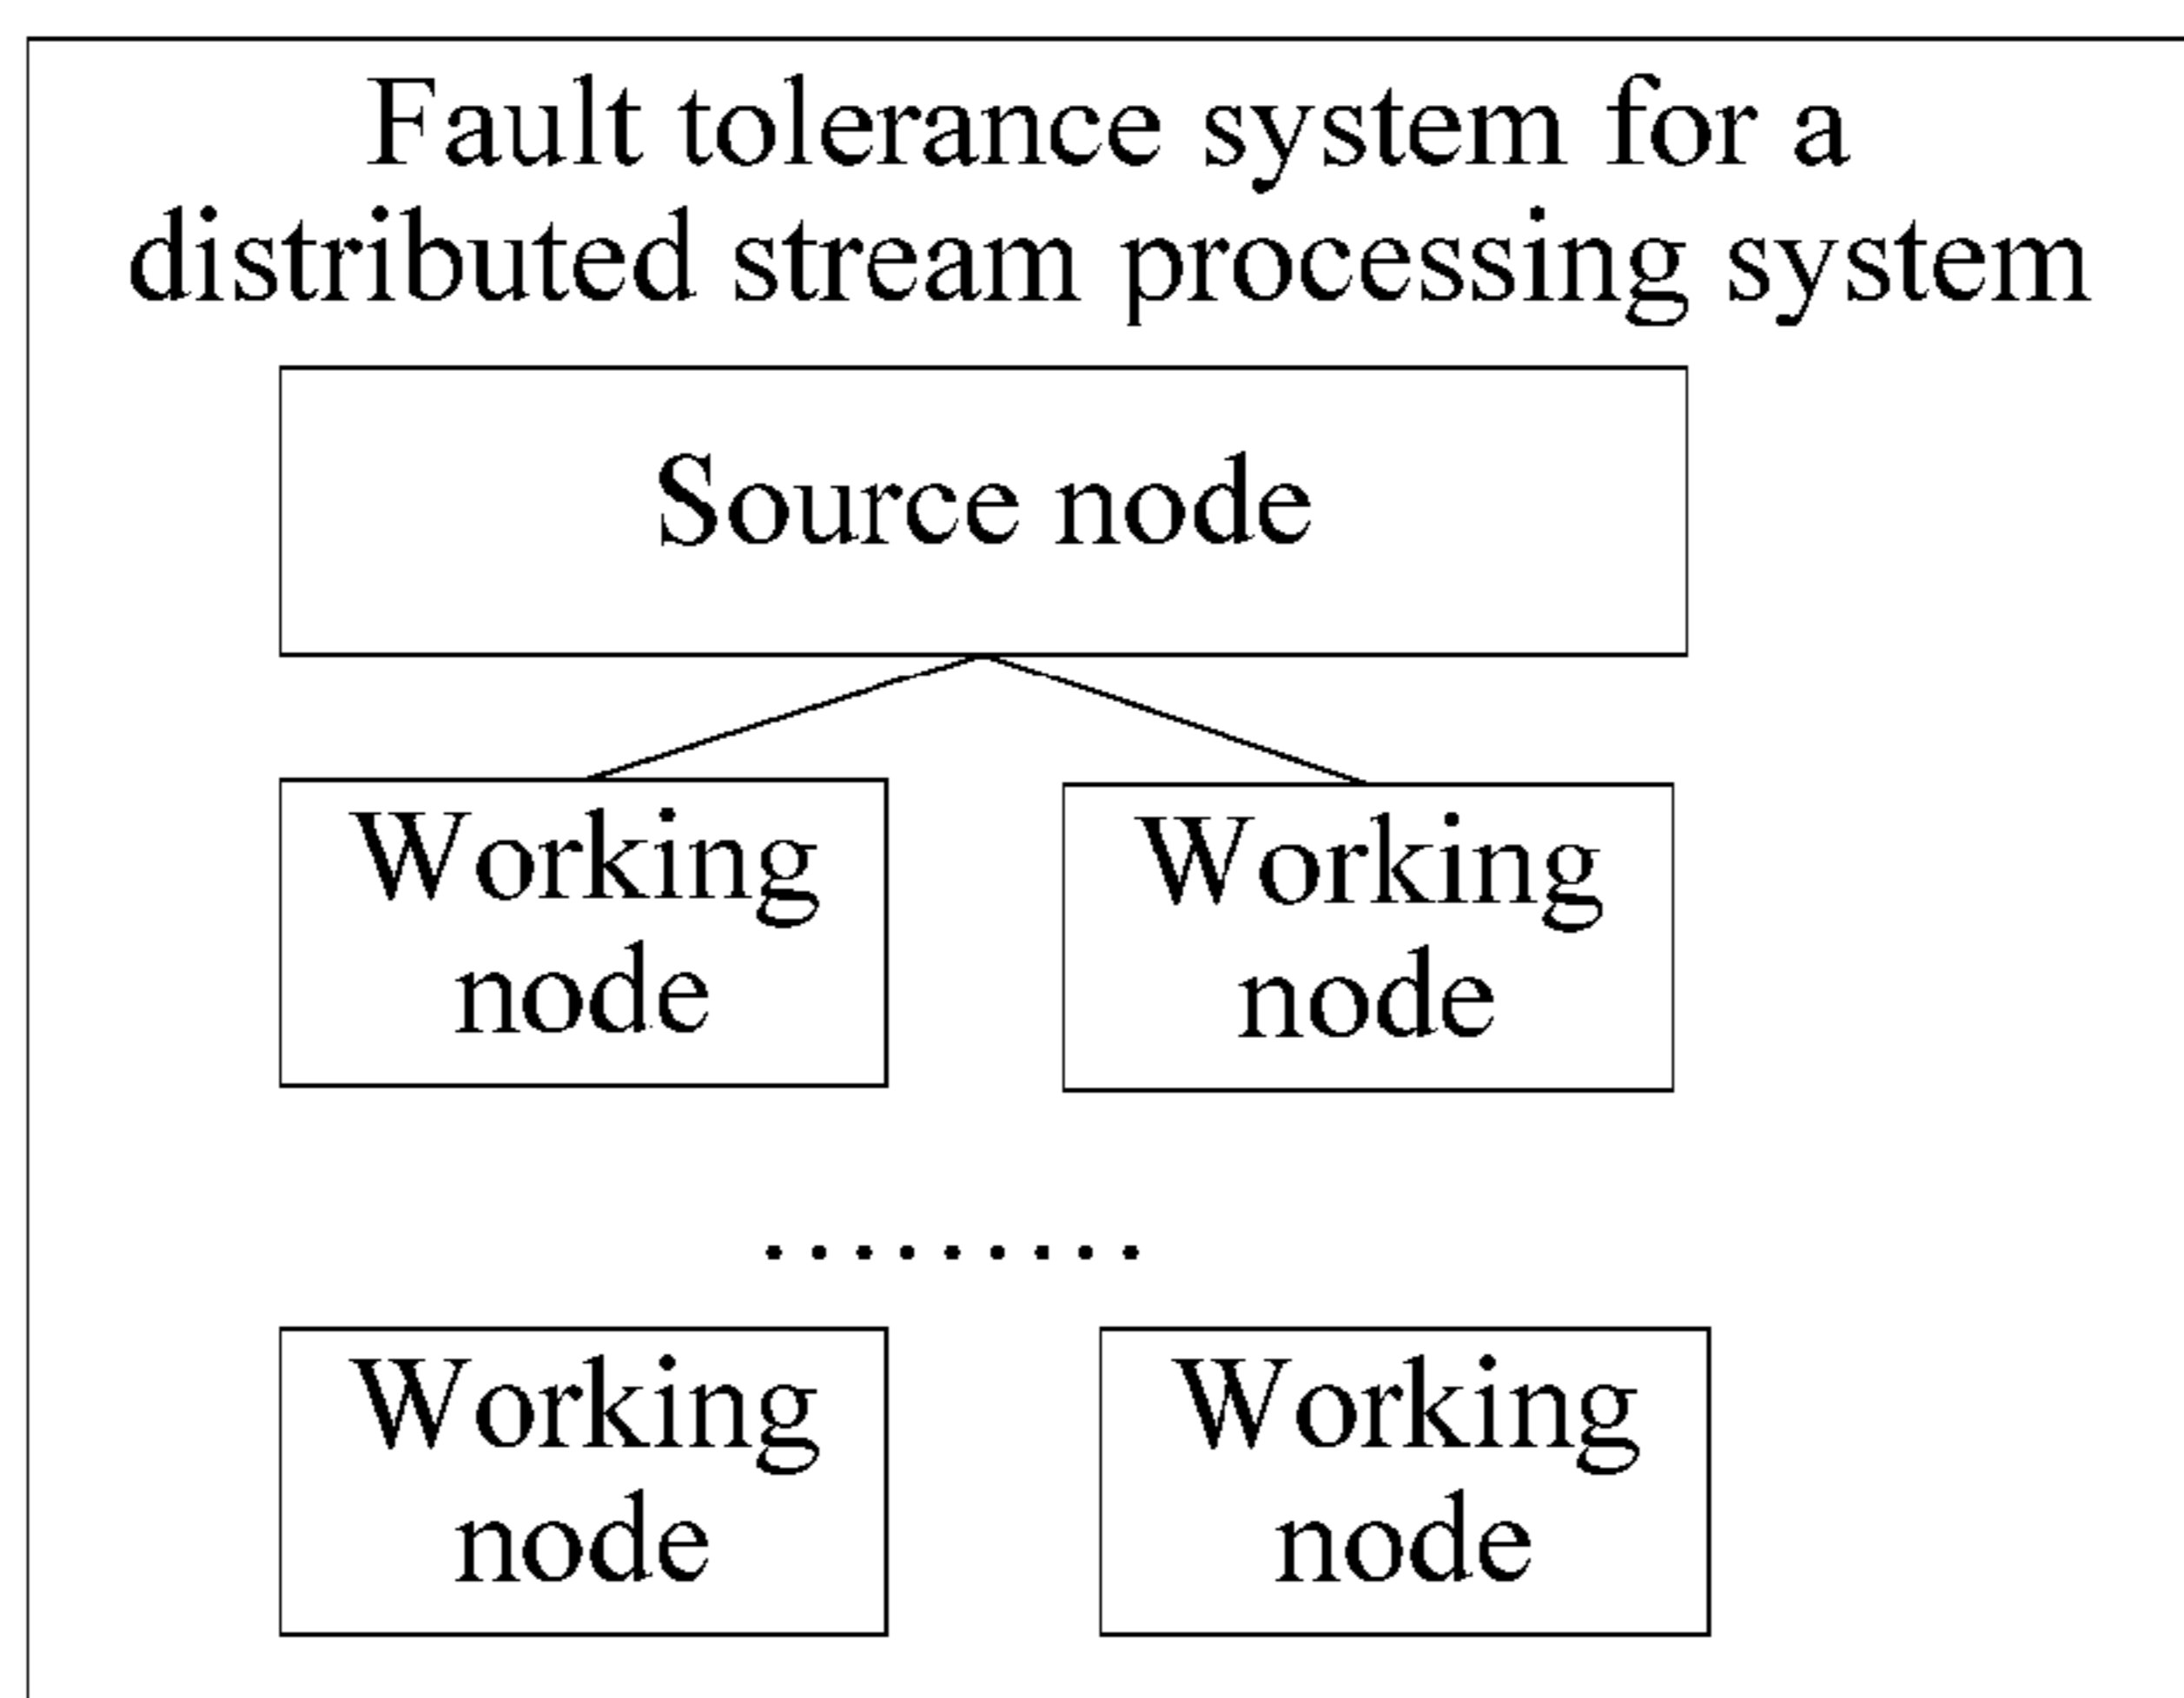 Fault tolerance system for a
distributed stream processing system
Source node
Working
node
Working
node
.........
Working
node
Working
node